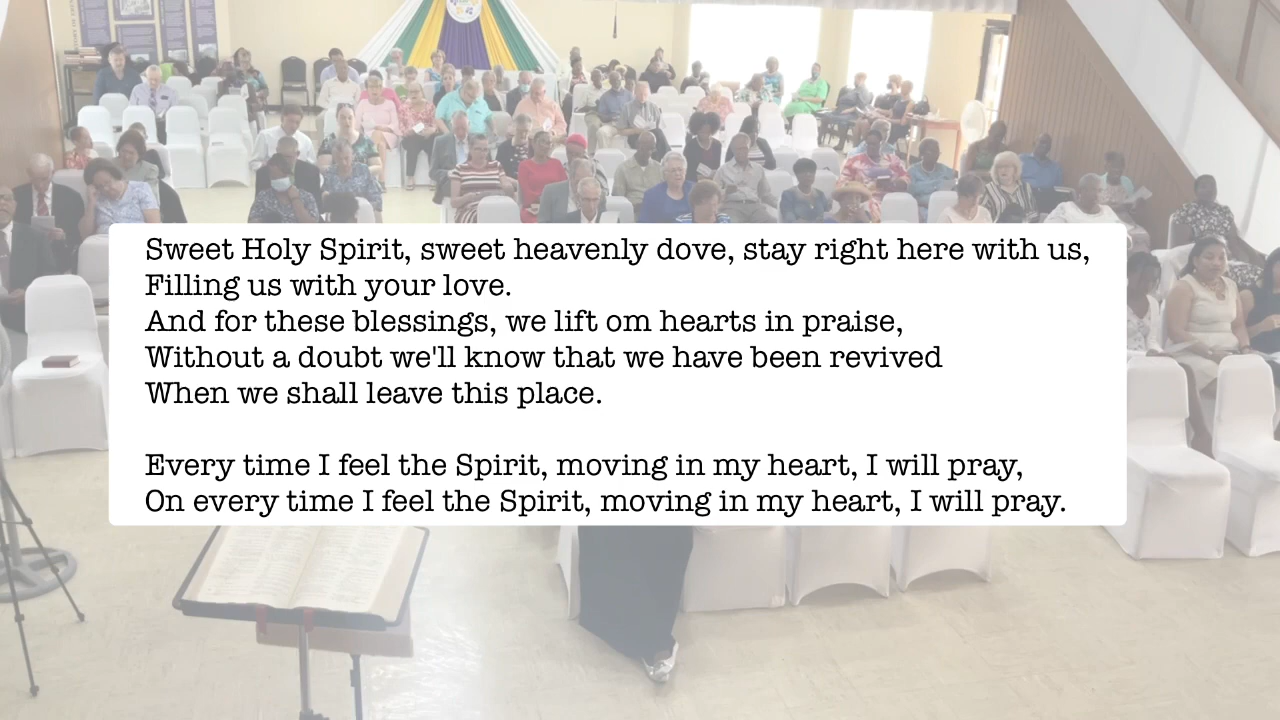 Sweet Holy Spirit, sweet heavenly dove, stay right here with us,
Filling us with your love.
And for these blessings, we lift om hearts in praise,
Without a doubt we'll know that we have been revived
When we shall leave this place.
Every time I feel the Spirit, moving in my heart, I will pray,
On every time I feel the Spirit, moving in my heart, I will pray.